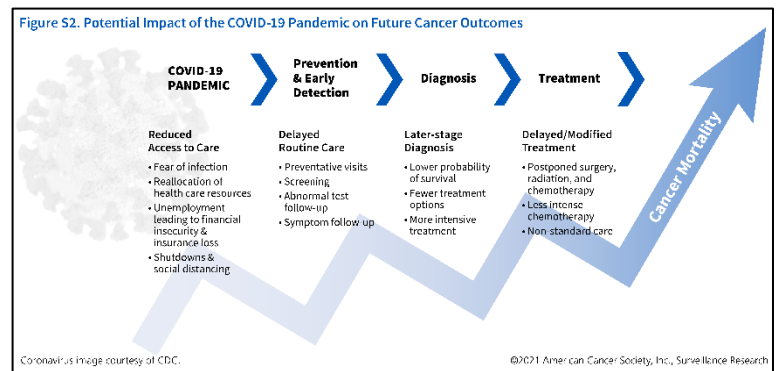 Figure S2. Potential Impact of the COVID-19 Pandemic on Future Cancer Outcomes
COVID-19
PANDEMIC
Prevention
& Early
Detection
Diagnosis
Treatment
Reduced
Access to Care
• Fear of infection
• Reallocation of
health care resources
• Unemployment
leading to financial
insecurity &
insurance loss
• Shutdowns &
social distancing
Delayed
Routine Care
• Preventative visits
• Screening
• Abnormal test
follow-up
• Symptom follow up
Later-stage
Diagnosis
• Lower probability
of survival
• Fewer treatment
options
• More intensive
treatment
Delayed/Modified
Treatment
• Postponed surgery,
radiation, and
chemotherapy
• Less intense
chemotherapy
• Non-standard care
Cancer Mortality
Coronavirus image courtesy of CDC.
©2021 American Cancer Society, Inc., Surveillance Research